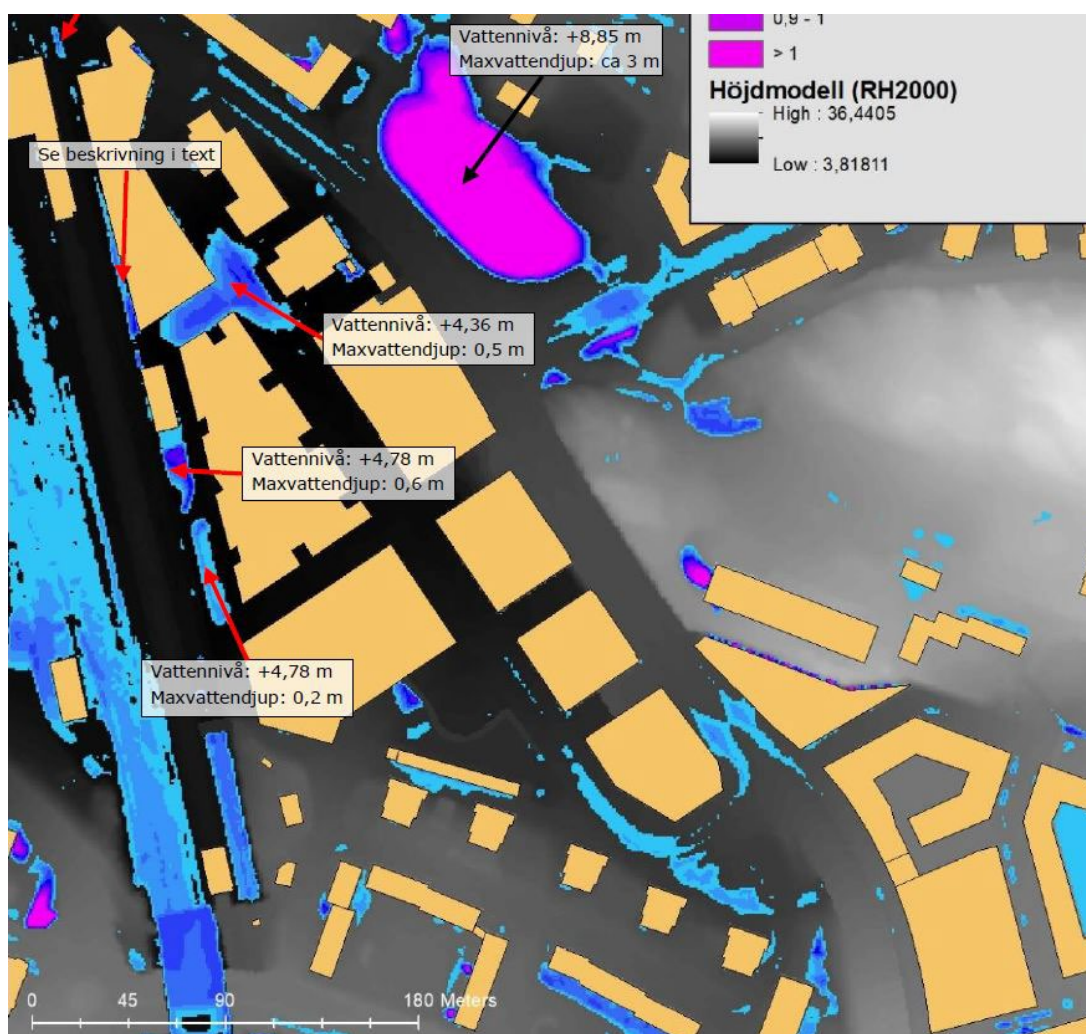 Vattennivå: +8,85 m
Maxvattendjup: ca 3 m
0,9 - 1
> 1
Höjdmodell (RH2000)
High : 36,4405
Low : 3,81811
Se beskrivning i text
Vattennivå: +4,36 m
Maxvattendjup: 0,5 m
Vattennivå: +4,78 m
Maxvattendjup: 0,6 m
Vattennivå: +4,78 m
Maxvattendjup: 0,2 m
0 45 90 180 Meters